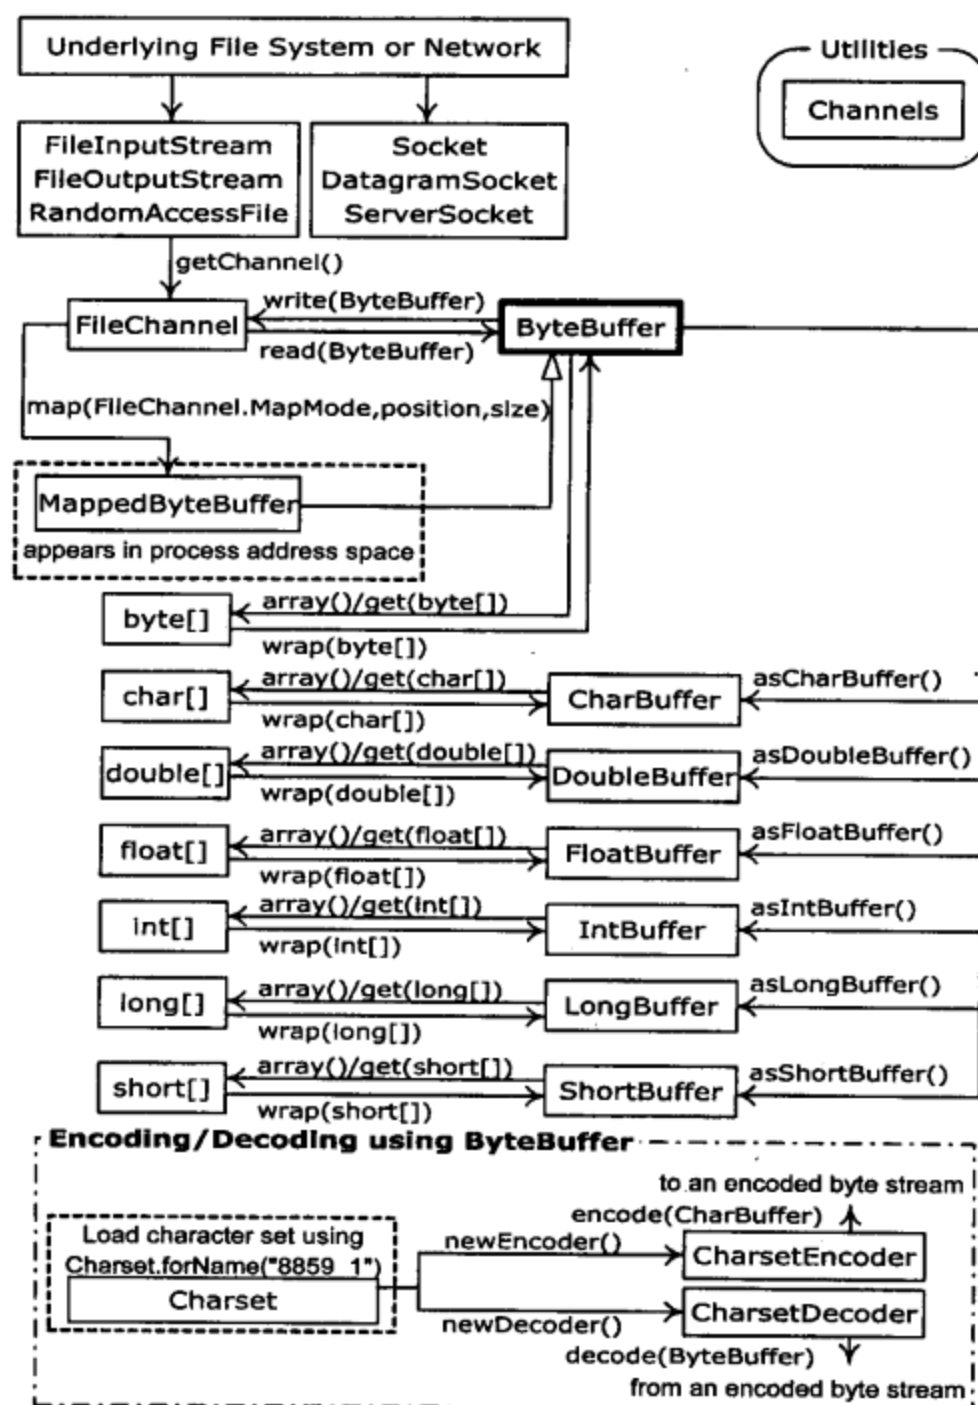 Underlying File System or Network
Utilities
Channels
FileInputStream
FileOutputStream
RandomAccessFile
Socket
DatagramSocket
ServerSocket
getChannel()
write(ByteBuffer)
FileChannel
ByteBuffer
read(ByteBuffer)
map(FileChannel.MapMode,position,size)
MappedByteBuffer
appears in process address space
array()/get(byte[])
byte[]
wrap(byte[])
array()/get(char[])
asCharBuffer()
char[]
CharBuffer
wrap(char[])
array()/get(double[])
asDoubleBuffer()
double[]
DoubleBuffer
wrap(double[])
array()/get(float[])
asFloatBuffer()
float[]
FloatBuffer
wrap(float[])
array()/get(int[])
asIntBuffer()
int[]
IntBuffer
wrap(int[])
array()/get(long[])
asLongBuffer()
long[]
LongBuffer
wrap(long[])
array()/get(short[])
asShortBuffer()
short[]
ShortBuffer
wrap(short[])
Encoding/Decoding using ByteBuffer
to an encoded byte stream
encode(CharBuffer)
Load character set using
Charset.forName("8859_1")
Charset
newEncoder()
CharsetEncoder
CharsetDecoder
newDecoder()
decode(ByteBuffer)
from an encoded byte stream